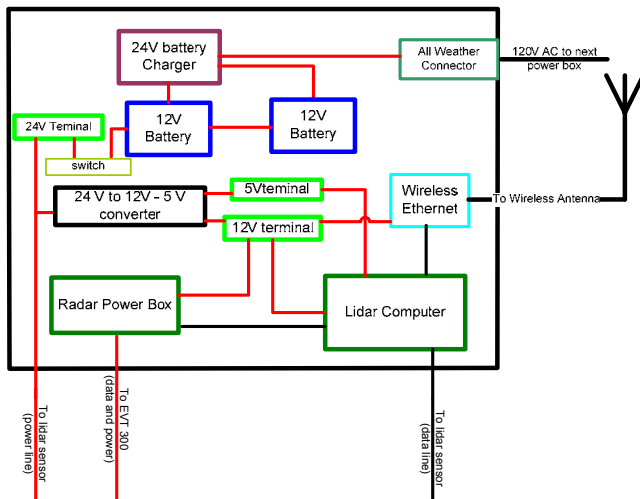 24V battery
Charger
All Weather
Connector
120V AC to next
power box
24V Teminal
12V
Battery
12V
Battery
switch
24 V to 12V - 5 V
converter
5Vteminal
12V terminal
Wireless
Ethernet
To Wireless Antenna
Radar Power Box
Lidar Computer
To lidar sensor
(power line)
To EVT 300
(data and power)
To lidar sensor
(data line)